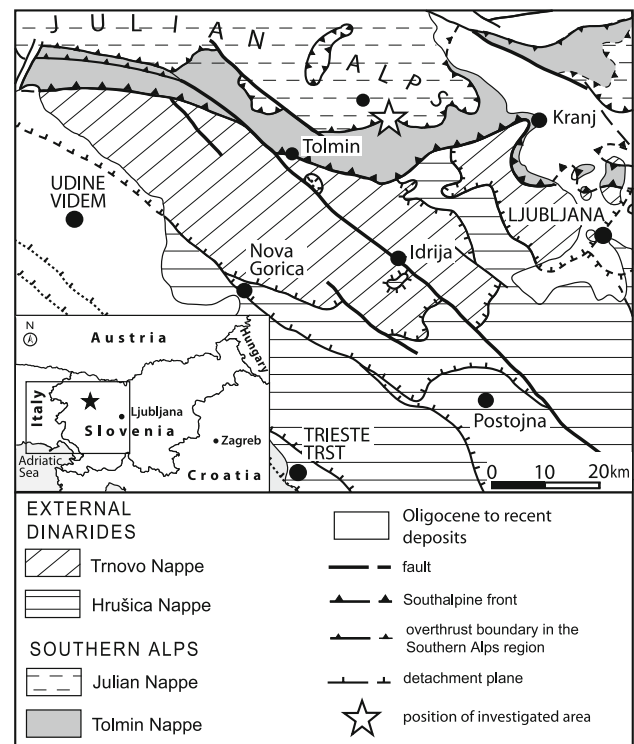 JULIAN
ALPS
Kranj
Tolmin
UDINE
VIDEM
LJUBLJANA
Nova
Gorica
Idrija
Postojna
TRIESTE
TRST
0 10 20km
N
Austria
Hungary
Italy
Ljubljana
Slovenia
Zagreb
Adriatic
Sea
Croatia
EXTERNAL
DINARIDES
Trnovo Nappe
Hrušica Nappe
SOUTHERN ALPS
Julian Nappe
Tolmin Nappe
Oligocene to recent
deposits
fault
Southalpine front
overthrust boundary in the
Southern Alps region
detachment plane
position of investigated area